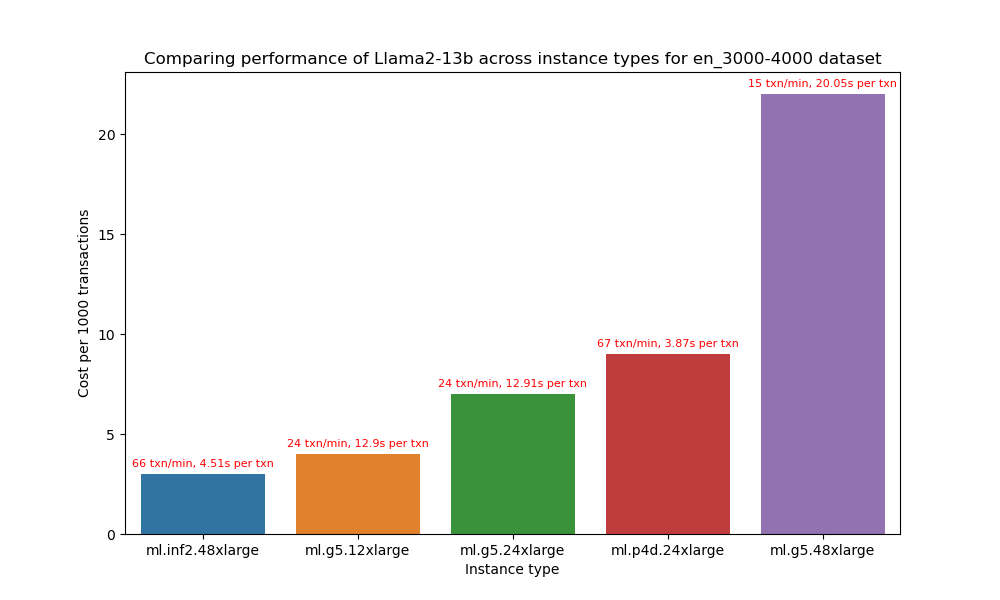 Comparing performance of Llama2-13b across instance types for en_3000-4000 dataset
15 txn/min, 20.05s per txn
67 txn/min, 3.87s per txn
24 txn/min, 12.91s per txn
24 txn/min, 12.9s per txn
66 txn/min, 4.51s per txn
Cost per 1000 transactions
20
15
10
5
0
ml.inf2.48xlarge
ml.g5.12xlarge
ml.g5.24xlarge
ml.p4d.24xlarge
ml.g5.48xlarge
Instance type